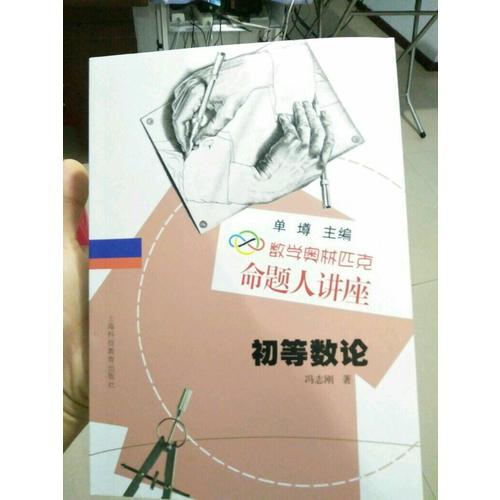 单 墫 主编
数学奥林匹克
命题人讲座
初等数论
冯志刚 著
上海科技教育出版社